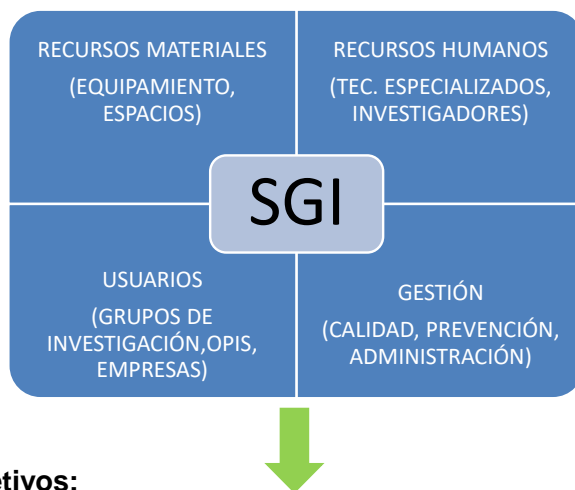 RECURSOS MATERIALES
(EQUIPAMIENTO,
ESPACIOS)
RECURSOS HUMANOS
(TEC. ESPECIALIZADOS,
INVESTIGADORES)
SGI
USUARIOS
(GRUPOS DE
INVESTIGACIÓN,OPIS,
EMPRESAS)
GESTIÓN
(CALIDAD, PREVENCIÓN,
ADMINISTRACIÓN)
etivos: